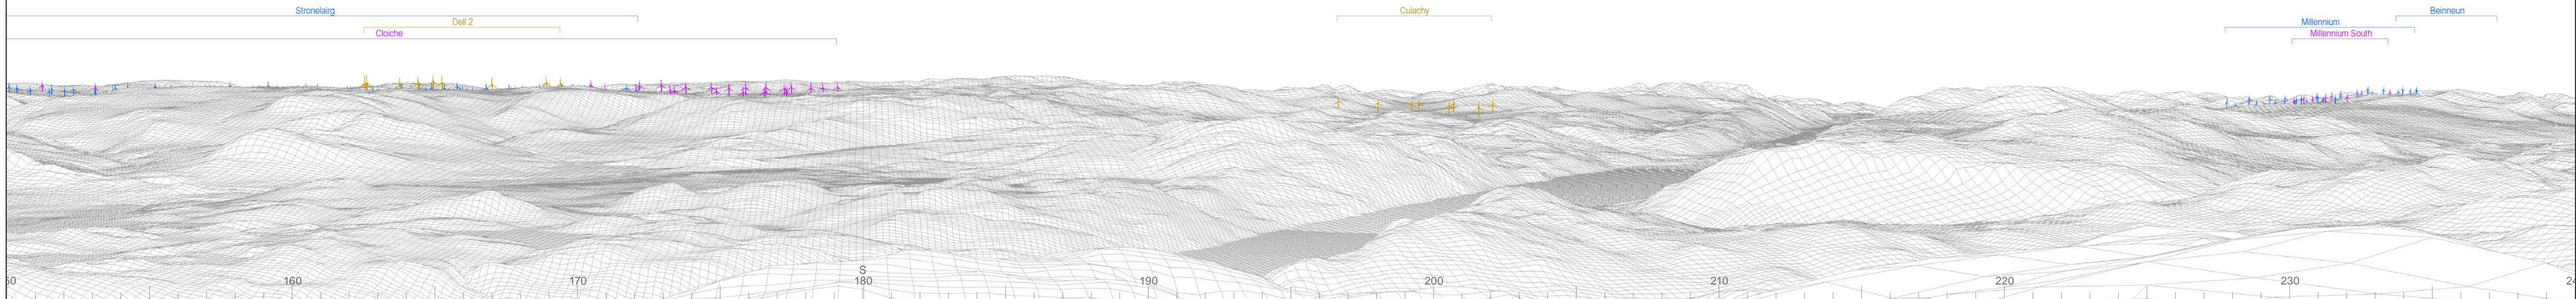 Stronelairg
Beinneun
Dell 2
Culachy
Millennium
Cloiche
Millennium South
S
160 170 180 190 200 210 220 230